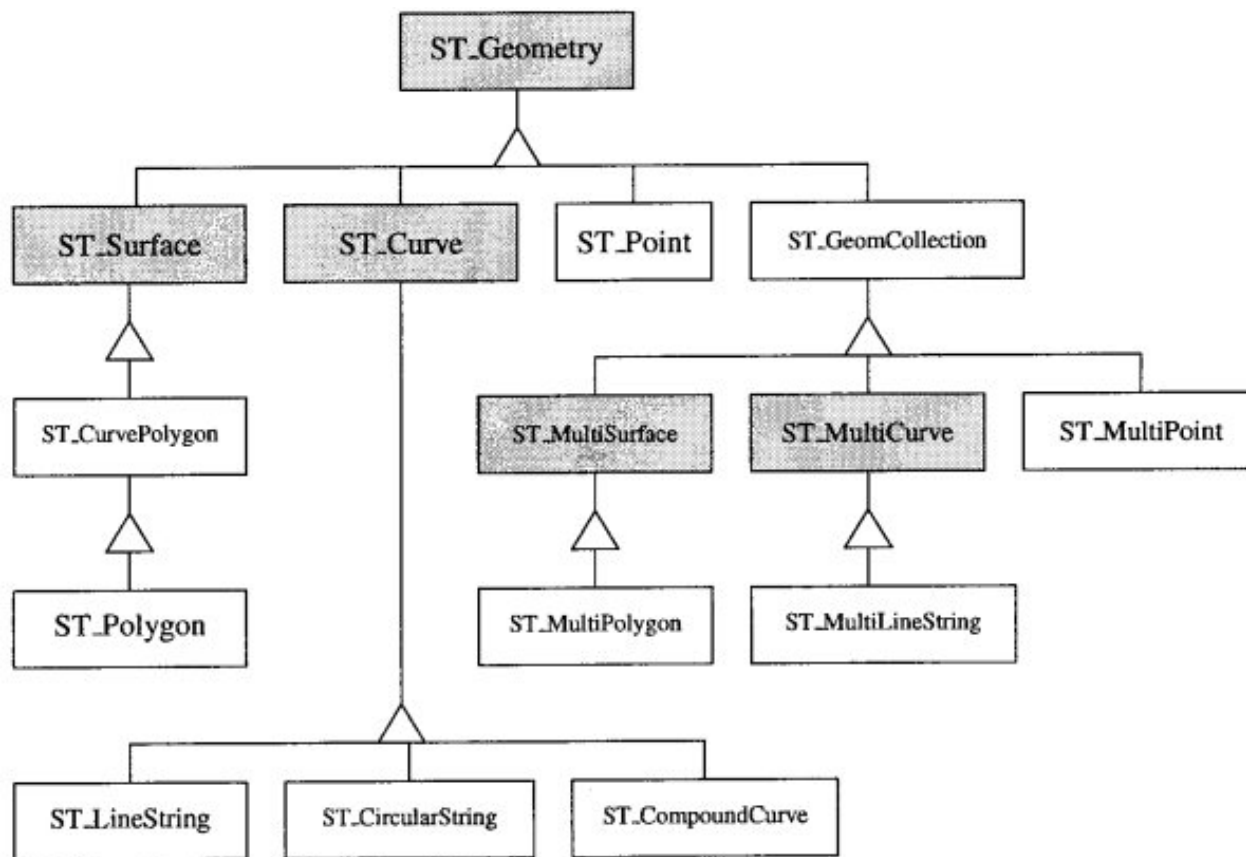 ST_Geometry
ST_Surface
ST_Curve
ST_Point
ST_GeomCollection
ST_CurvePolygon
ST_MultiSurface
ST_MultiCurve
ST_MultiPoint
ST_Polygon
ST_MultiPolygon
ST_MultiLineString
ST_LineString
ST_CircularString
ST_CompoundCurve